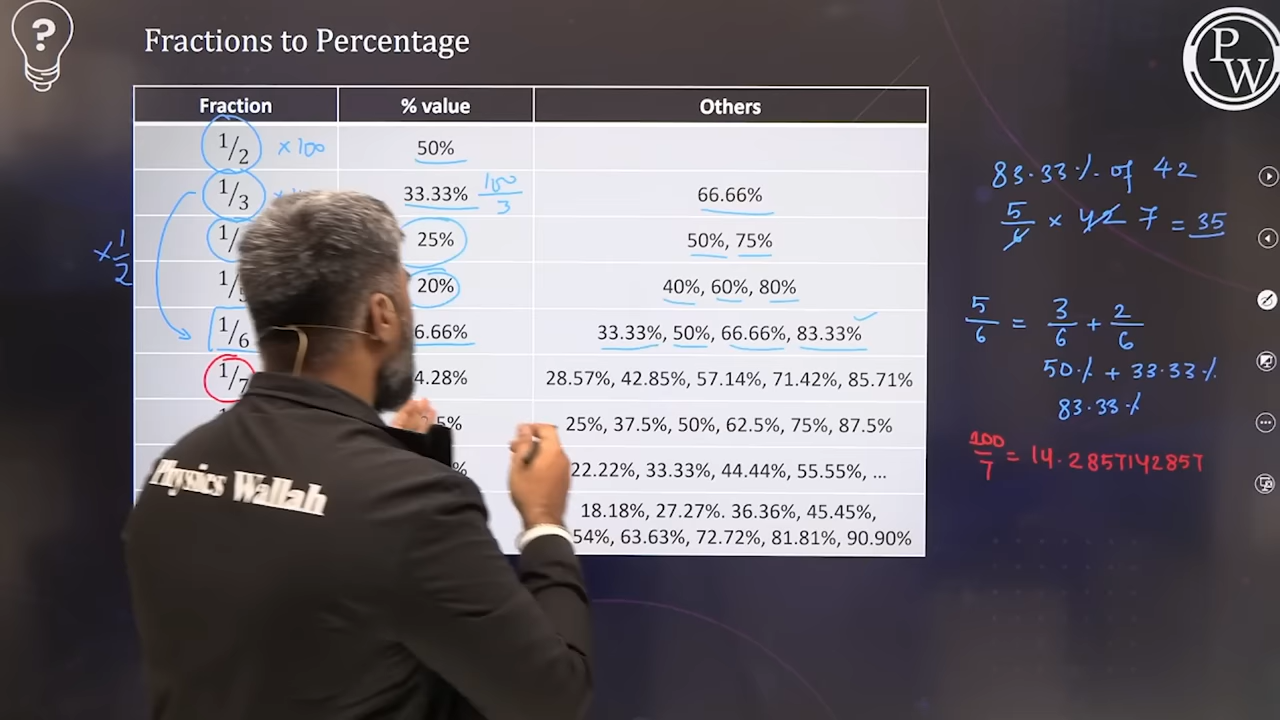 ?
Fractions to Percentage
PW
Fraction % value Others
1/2 × 100 50%
1/3 33.33% 100/3 66.66%
25% 50%, 75%
20% 40%, 60%, 80%
1/6 6.66% 33.33%, 50%, 66.66%, 83.33%
1/7 4.28% 28.57%, 42.85%, 57.14%, 71.42%, 85.71%
5% 25%, 37.5%, 50%, 62.5%, 75%, 87.5%
% 22.22%, 33.33%, 44.44%, 55.55%, ...
18.18%, 27.27%. 36.36%, 45.45%,
54%, 63.63%, 72.72%, 81.81%, 90.90%
× 1/2
83.33% of 42
5/6 × 42 7 = 35
5/6 = 3/6 + 2/6
50% + 33.33%
83.33%
100/7 = 14.2857142857
Physics Wallah